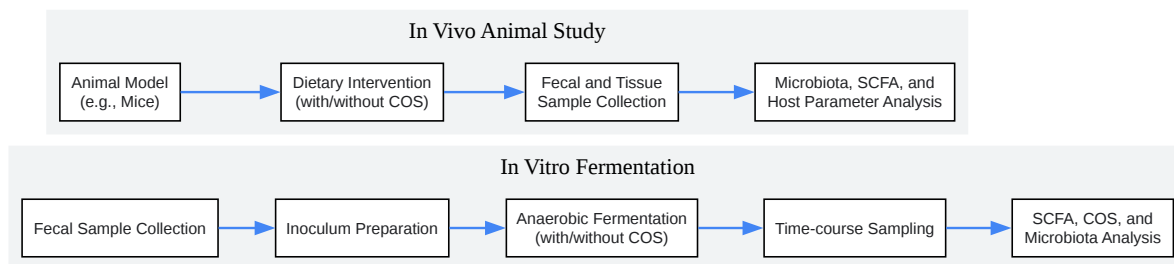 In Vivo Animal Study
Animal Model
(e.g., Mice)
Dietary Intervention
(with/without COS)
Fecal and Tissue
Sample Collection
Microbiota, SCFA, and
Host Parameter Analysis
In Vitro Fermentation
Fecal Sample Collection
Inoculum Preparation
Anaerobic Fermentation
(with/without COS)
Time-course Sampling
SCFA, COS, and
Microbiota Analysis